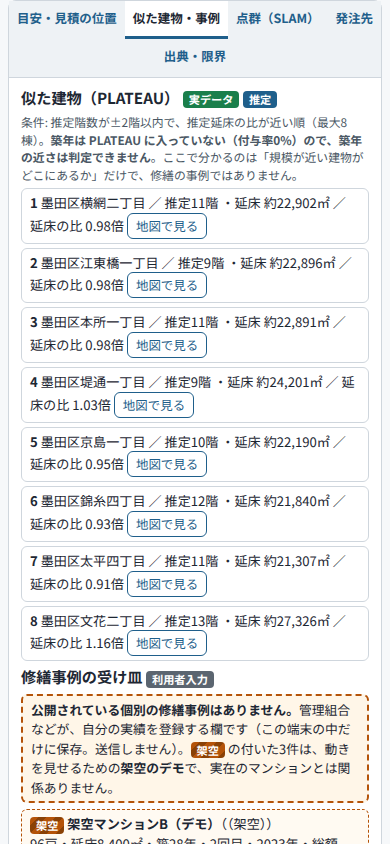 目安・見積の位置 似た建物・事例 点群（SLAM） 発注先
出典・限界
似た建物（PLATEAU） 実データ 推定
条件: 推定階数が±2階以内で、推定延床の比が近い順（最大8
棟）。築年は PLATEAU に入っていない（付与率0%）ので、築年
の近さは判定できません。ここで分かるのは「規模が近い建物が
どこにあるか」だけで、修繕の事例ではありません。
1 墨田区横網二丁目 ／ 推定11階 ・延床 約22,902㎡ ／
延床の比 0.98倍 地図で見る
2 墨田区江東橋一丁目 ／ 推定9階 ・延床 約22,896㎡ ／
延床の比 0.98倍 地図で見る
3 墨田区本所一丁目 ／ 推定11階 ・延床 約22,891㎡ ／
延床の比 0.98倍 地図で見る
4 墨田区堤通一丁目 ／ 推定9階 ・延床 約24,201㎡ ／ 延
床の比 1.03倍 地図で見る
5 墨田区京島一丁目 ／ 推定10階 ・延床 約22,190㎡ ／
延床の比 0.95倍 地図で見る
6 墨田区錦糸四丁目 ／ 推定12階 ・延床 約21,840㎡ ／
延床の比 0.93倍 地図で見る
7 墨田区太平四丁目 ／ 推定11階 ・延床 約21,307㎡ ／
延床の比 0.91倍 地図で見る
8 墨田区文花二丁目 ／ 推定13階 ・延床 約27,326㎡ ／
延床の比 1.16倍 地図で見る
修繕事例の受け皿 利用者入力
公開されている個別の修繕事例はありません。管理組合
などが、自分の実績を登録する欄です（この端末の中だ
けに保存。送信しません）。 架空 の付いた3件は、動き
を見せるための架空のデモで、実在のマンションとは関
係ありません。
架空 架空マンションB（デモ）（（架空））
96戸・延床8,400㎡・築28年・2回目・2023年・総額